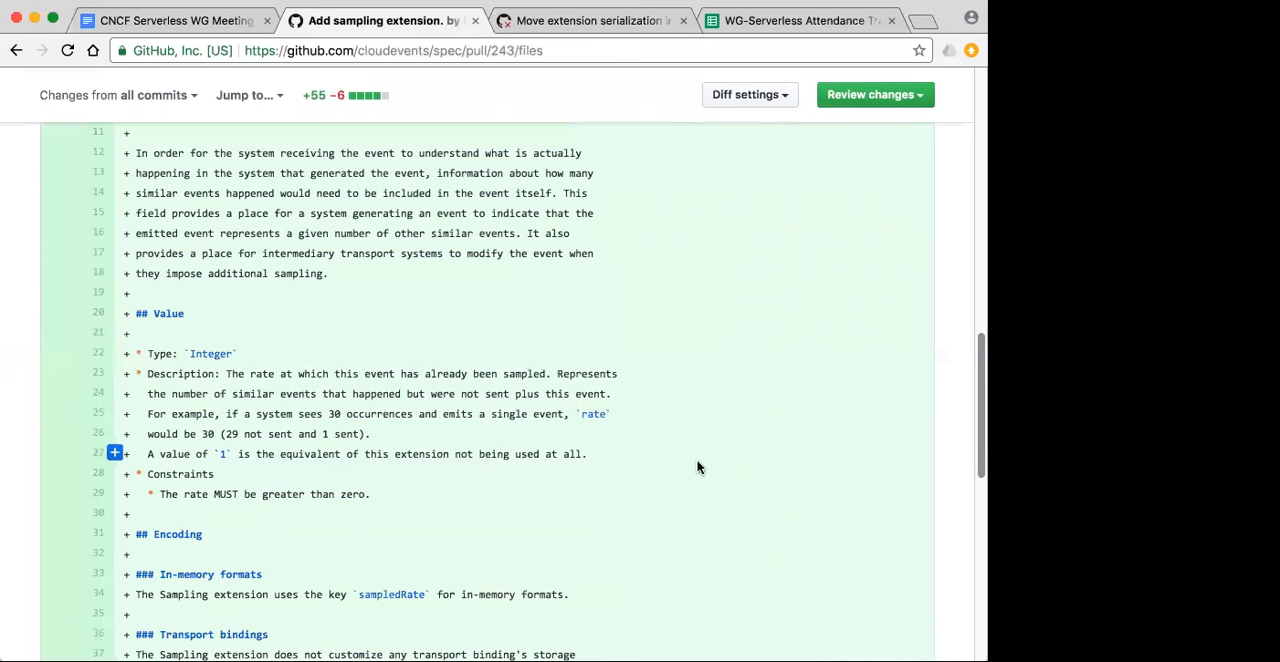 CNCF Serverless WG Meeting
Add sampling extension. by
Move extension serialization i
WG-Serverless Attendance Tr
GitHub, Inc. [US] https://github.com/cloudevents/spec/pull/243/files
Changes from all commits Jump to... +55 −6 Diff settings Review changes
11 +
12 + In order for the system receiving the event to understand what is actually
13 + happening in the system that generated the event, information about how many
14 + similar events happened would need to be included in the event itself. This
15 + field provides a place for a system generating an event to indicate that the
16 + emitted event represents a given number of other similar events. It also
17 + provides a place for intermediary transport systems to modify the event when
18 + they impose additional sampling.
19 +
20 + ## Value
21 +
22 + * Type: `Integer`
23 + * Description: The rate at which this event has already been sampled. Represents
24 + the number of similar events that happened but were not sent plus this event.
25 + For example, if a system sees 30 occurrences and emits a single event, `rate`
26 + would be 30 (29 not sent and 1 sent).
27 + A value of `1` is the equivalent of this extension not being used at all.
28 + * Constraints
29 + * The rate MUST be greater than zero.
30 +
31 + ## Encoding
32 +
33 + ### In-memory formats
34 + The Sampling extension uses the key `sampledRate` for in-memory formats.
35 +
36 + ### Transport bindings
37 + The Sampling extension does not customize any transport binding's storage